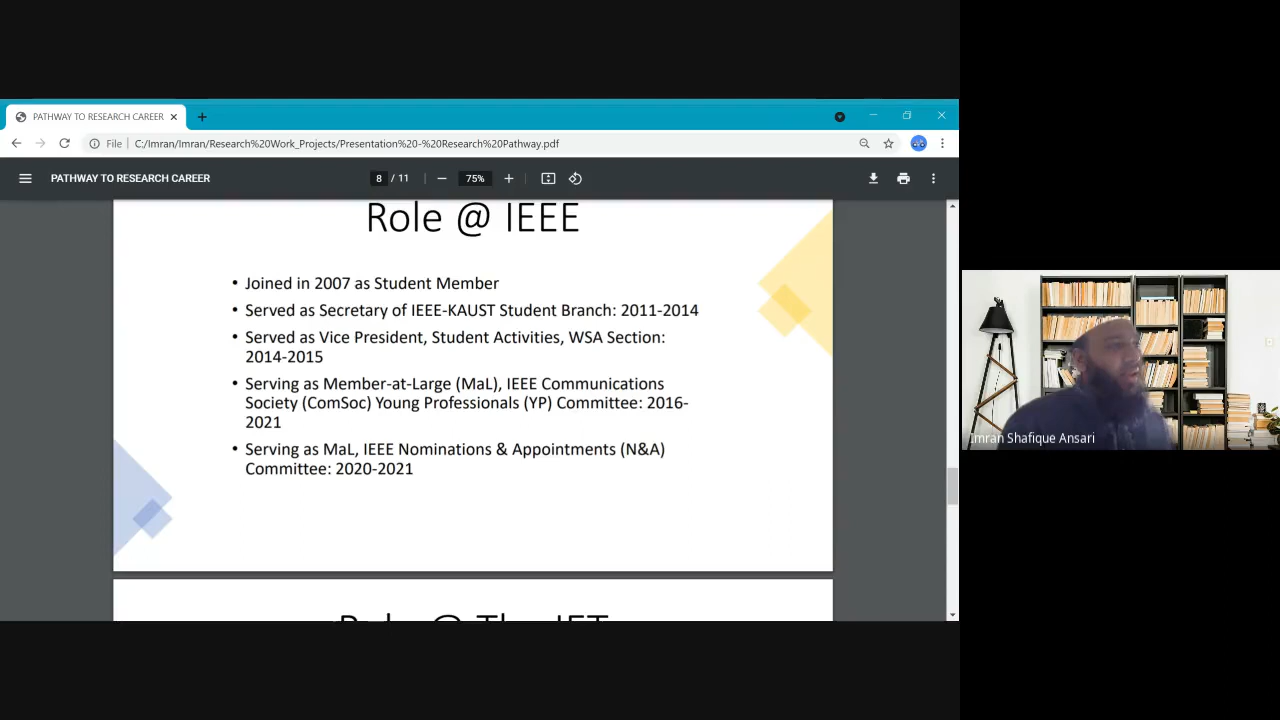 PATHWAY TO RESEARCH CAREER
File
C:/Imran/Imran/Research%20Work_Projects/Presentation%20-%20Research%20Pathway.pdf
PATHWAY TO RESEARCH CAREER
8 / 11
75%
Role @ IEEE
• Joined in 2007 as Student Member
• Served as Secretary of IEEE-KAUST Student Branch: 2011-2014
• Served as Vice President, Student Activities, WSA Section:
2014-2015
• Serving as Member-at-Large (MaL), IEEE Communications
Society (ComSoc) Young Professionals (YP) Committee: 2016-
2021
• Serving as MaL, IEEE Nominations & Appointments (N&A)
Committee: 2020-2021
Role @ The IET
Imran Shafique Ansari